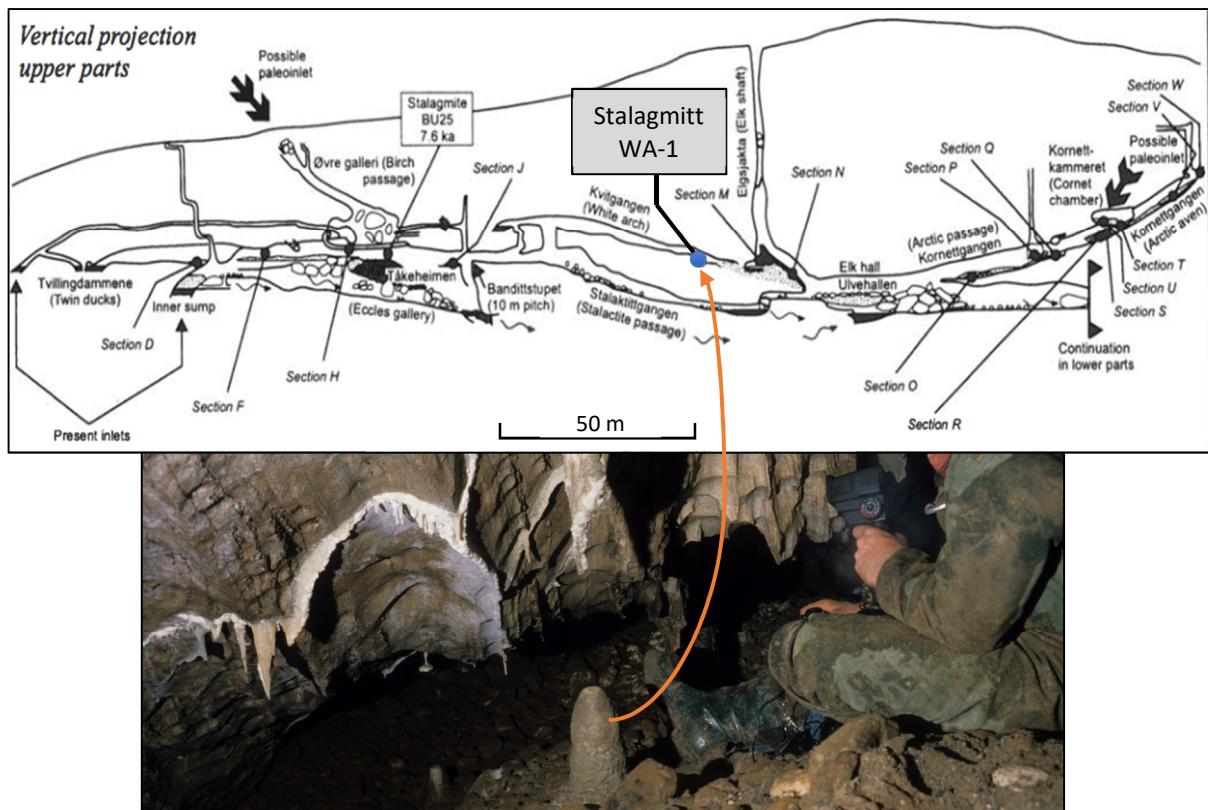 Vertical projection
upper parts
Possible
paleoinlet
Stalagmite
BU25
7.6 ka
Stalagmitt
WA-1
Section W
Section V
Øvre galleri (Birch
passage)
Section J
Kvitgangen
(White arch)
Section M
Elgsjakta (Elk shaft)
Section N
Section P
Section Q
Kornett-
kammeret
(Cornet
chamber)
Possible
paleoinlet
(Arctic passage)
Kornettgangen
Kornettgangen
(Arctic aven)
Tvillingdammene
(Twin ducks)
Inner sump
Tåkeheimen
(Eccles gallery)
Bandittstupet
(10 m pitch)
Stalaktittgangen
(Stalactite passage)
Elk hall
Ulvehallen
Section T
Section U
Section S
Section D
Section H
Section F
Section O
Section R
Continuation
in lower parts
Present inlets
50 m